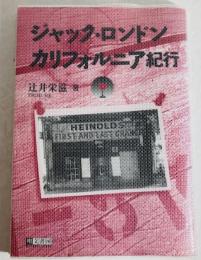 ジャック・ロンドン
カリフォルニア紀行
辻井栄滋 著
HEINOLDS
FIRST AND LAST CHANCE